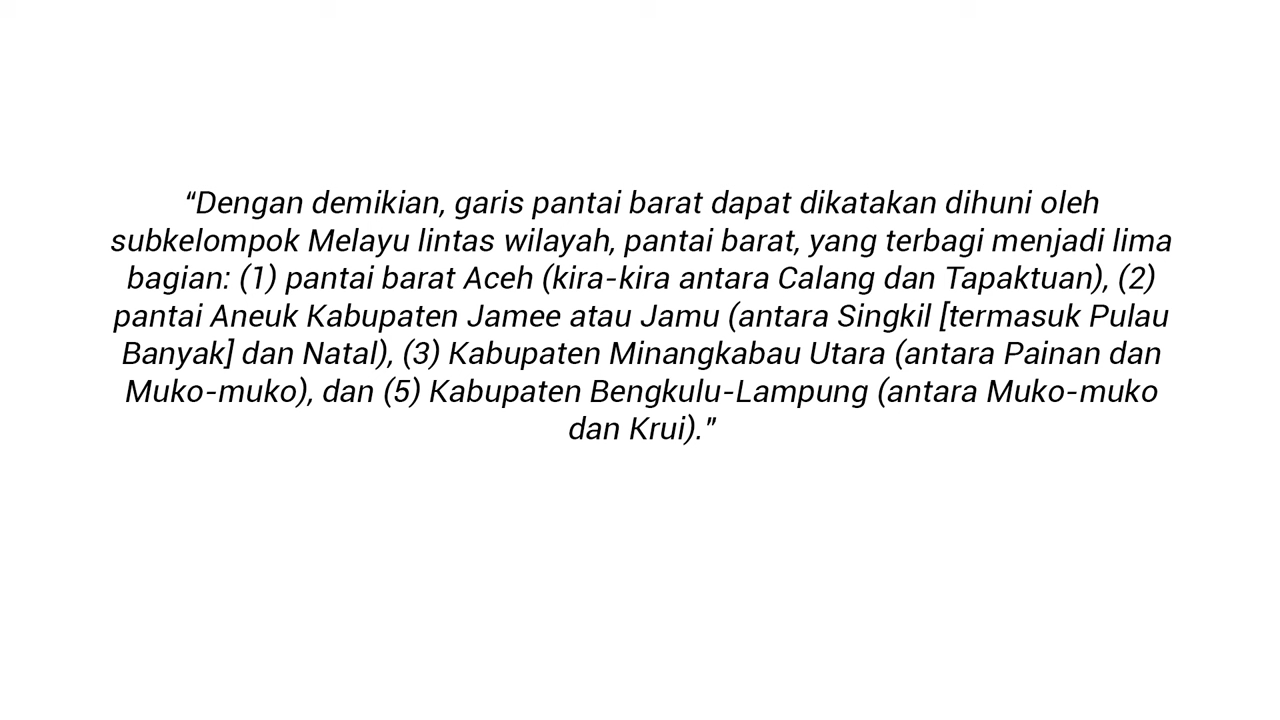 “Dengan demikian, garis pantai barat dapat dikatakan dihuni oleh
subkelompok Melayu lintas wilayah, pantai barat, yang terbagi menjadi lima
bagian: (1) pantai barat Aceh (kira-kira antara Calang dan Tapaktuan), (2)
pantai Aneuk Kabupaten Jamee atau Jamu (antara Singkil [termasuk Pulau
Banyak] dan Natal), (3) Kabupaten Minangkabau Utara (antara Painan dan
Muko-muko), dan (5) Kabupaten Bengkulu-Lampung (antara Muko-muko
dan Krui).”